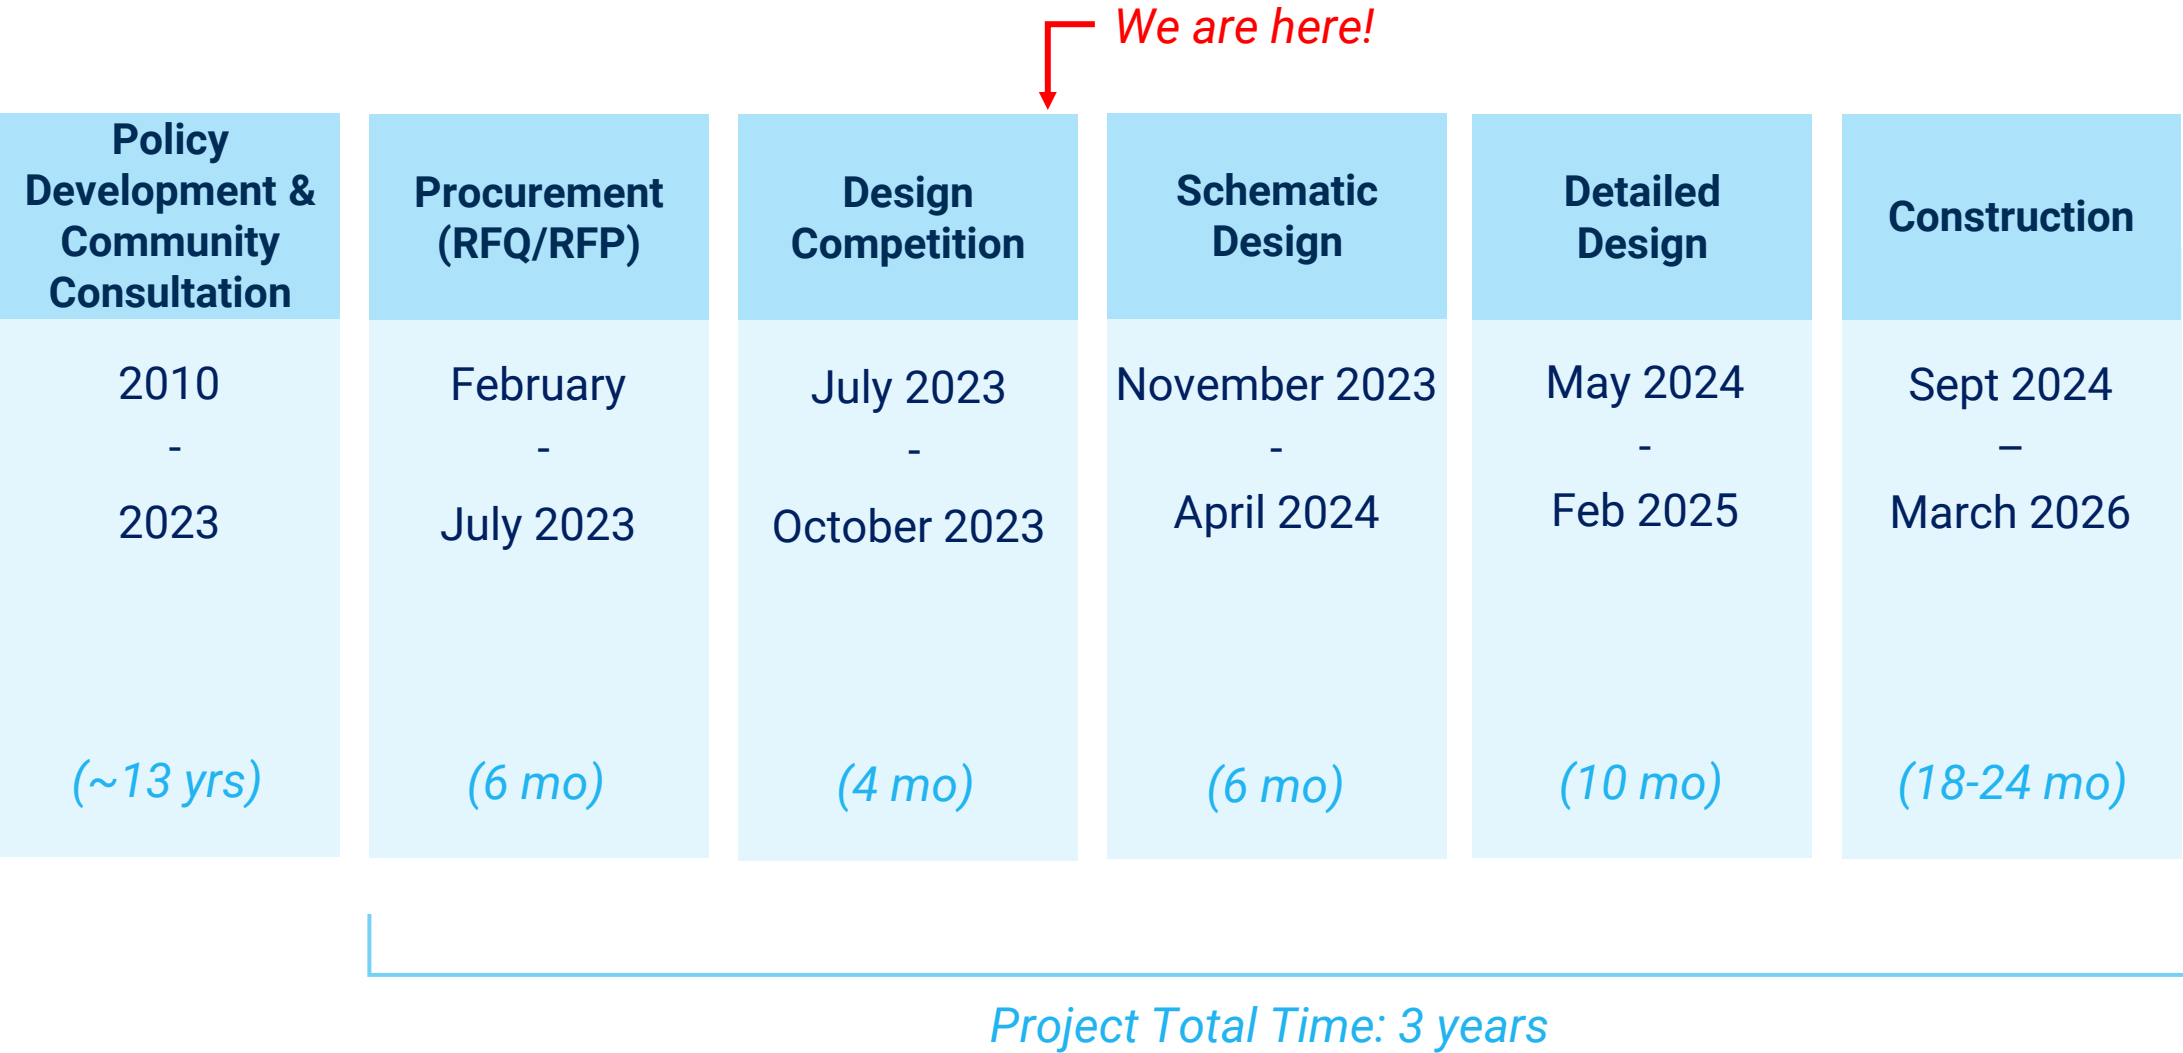 We are here!
Policy
Development &
Community
Consultation
2010
-
2023
(~13 yrs)
Procurement
(RFQ/RFP)
February
-
July 2023
(6 mo)
Design
Competition
July 2023
-
October 2023
(4 mo)
Schematic
Design
November 2023
-
April 2024
(6 mo)
Detailed
Design
May 2024
-
Feb 2025
(10 mo)
Construction
Sept 2024
–
March 2026
(18-24 mo)
Project Total Time: 3 years